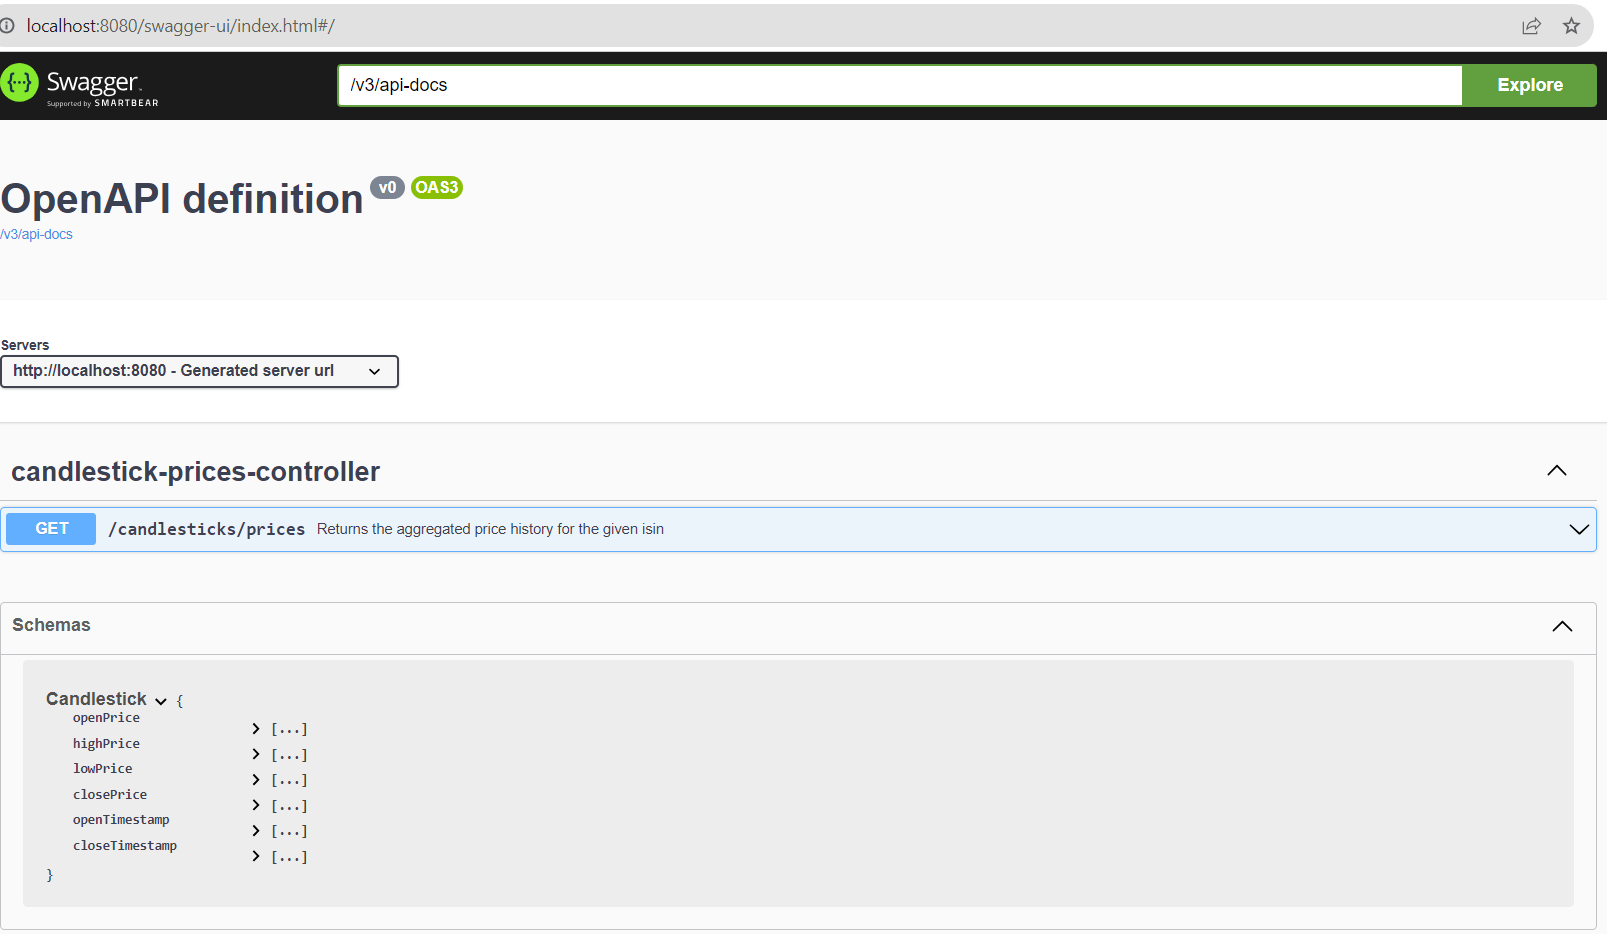 localhost:8080/swagger-ui/index.html#/
{...} Swagger.
Supported by SMARTBEAR
/v3/api-docs
Explore
OpenAPI definition v0 OAS3
/v3/api-docs
Servers
http://localhost:8080 - Generated server url
candlestick-prices-controller
GET /candlesticks/prices Returns the aggregated price history for the given isin
Schemas
Candlestick {
openPrice [...]
highPrice [...]
lowPrice [...]
closePrice [...]
openTimestamp [...]
closeTimestamp [...]
}